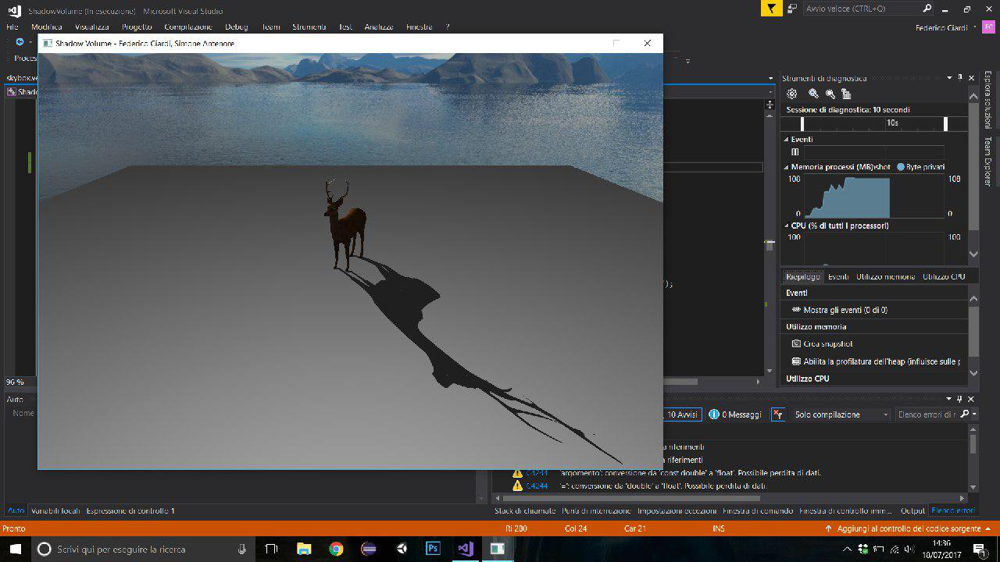 ShadowVolume (In esecuzione) - Microsoft Visual Studio
Avvio veloce (CTRL+Q)
File Modifica Visualizza Progetto Compilazione Debug Team Strumenti Test Analizza Finestra ?
Federico Ciardi FC
Shadow Volume - Federico Ciardi, Simone Antenore
Proces
skybox.ve
Shado
Strumenti di diagnostica
Sessione di diagnostica: 10 secondi
10s
Eventi
Memoria processi (MB) shot Byte privati
108 108
0 0
CPU (% di tutti i processori)
100 100
Riepilogo Eventi Utilizzo memoria Utilizzo CPU
Eventi
Mostra gli eventi (0 di 0)
Utilizzo memoria
Crea snapshot
Abilita la profilatura dell'heap (influisce sulle p
Utilizzo CPU
Esplora soluzioni
Team Explorer
);
96 %
Auto
Nome
10 Avvisi 0 Messaggi Solo compilazione Elenco errori di r
a riferimenti
a riferimenti
C4244 'argomento': conversione da 'const double' a 'float'. Possibile perdita di dati.
C4244 '=': conversione da 'double' a 'float'. Possibile perdita di dati.
Auto Variabili locali Espressione di controllo 1
Stack di chiamate Punti di interruzione Impostazioni eccezioni Finestra di comando Finestra di controllo imm... Output Elenco errori
Pronto Ri 280 Col 24 Car 21 INS Aggiungi al controllo del codice sorgente
Scrivi qui per eseguire la ricerca
Ps
14:36
18/07/2017